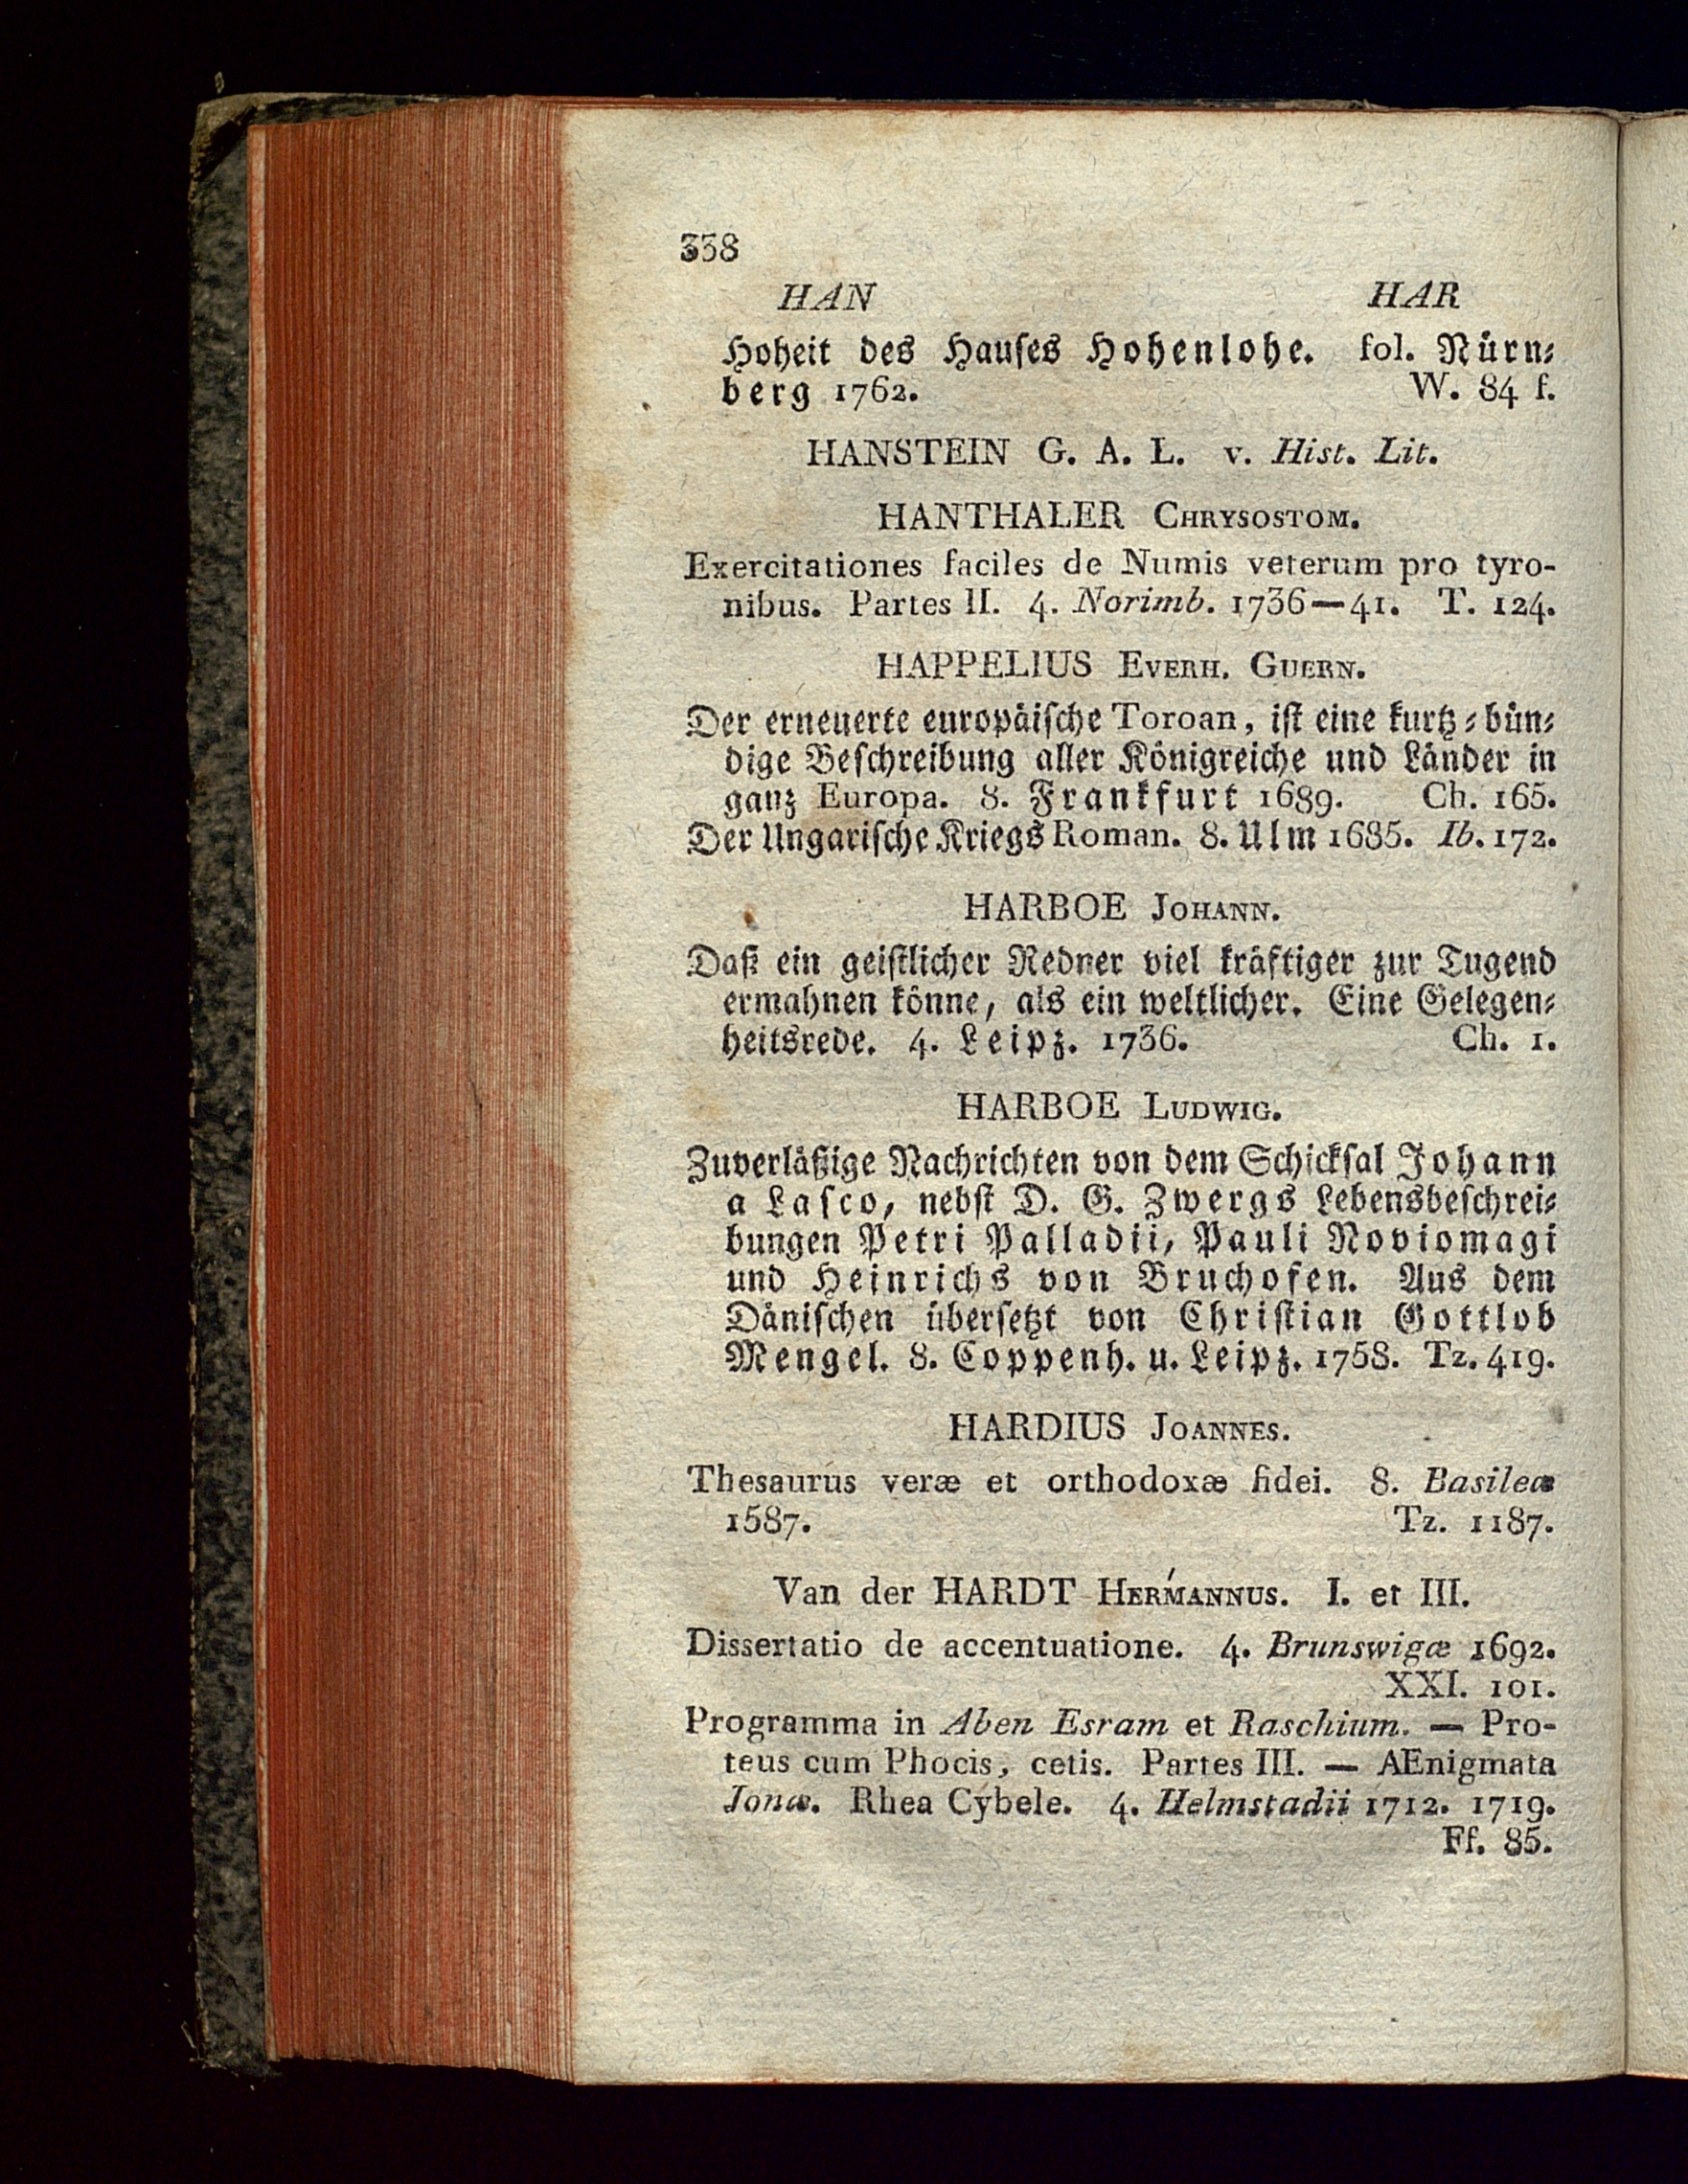 338
HAN HAR
Hoheit des Hauses Hohenlohe. fol. Nürn-
berg 1762. W. 84 f.
HANSTEIN G. A. L. v. Hist. Lit.
HANTHALER CHRYSOSTOM.
Exercitationes faciles de Numis veterum pro tyro-
nibus. Partes II. 4. Norimb. 1736—41. T. 124.
HAPPELIUS EVERH. GUERN.
Der erneuerte europäische Toroan, ist eine kurtz-bün-
dige Beschreibung aller Königreiche und Länder in
ganz Europa. 8. Frankfurt 1689. Ch. 165.
Der Ungarische Kriegs Roman. 8. Ulm 1685. Ib. 172.
HARBOE JOHANN.
Daß ein geistlicher Redner viel kräftiger zur Tugend
ermahnen könne, als ein weltlicher. Eine Gelegen-
heitsrede. 4. Leipz. 1736. Ch. 1.
HARBOE LUDWIG.
Zuverläßige Nachrichten von dem Schicksal Johann
a Lasco, nebst D. G. Zwergs Lebensbeschrei-
bungen Petri Palladii, Pauli Noviomagi
und Heinrichs von Bruchofen. Aus dem
Dänischen übersetzt von Christian Gottlob
Mengel. 8. Coppenh. u. Leipz. 1758. Tz. 419.
HARDIUS JOANNES.
Thesaurus veræ et orthodoxæ fidei. 8. Basileæ
1587. Tz. 1187.
Van der HARDT HERMANNUS. I. et III.
Dissertatio de accentuatione. 4. Brunswigæ 1692.
XXI. 101.
Programma in Aben Esram et Raschium. — Pro-
teus cum Phocis, cetis. Partes III. — AEnigmata
Jonæ. Rhea Cybele. 4. Helmstadii 1712. 1719.
Ff. 85.